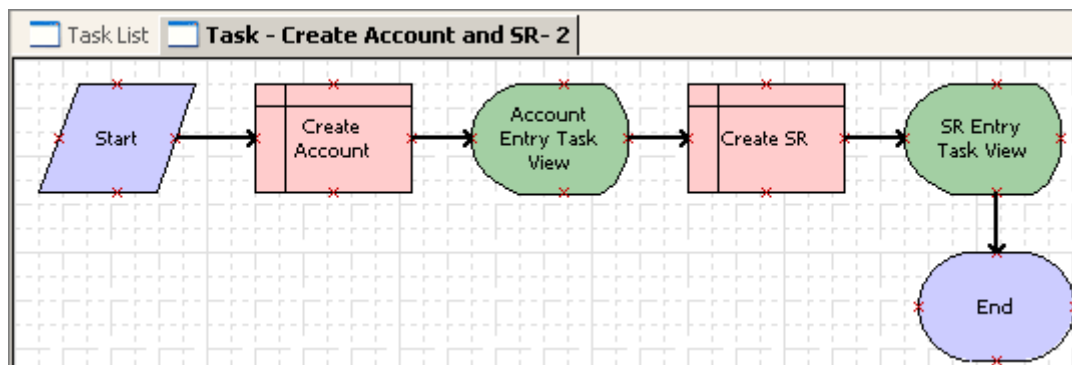 Task List
Task - Create Account and SR- 2
Start
Create
Account
Account
Entry Task
View
Create SR
SR Entry
Task View
End